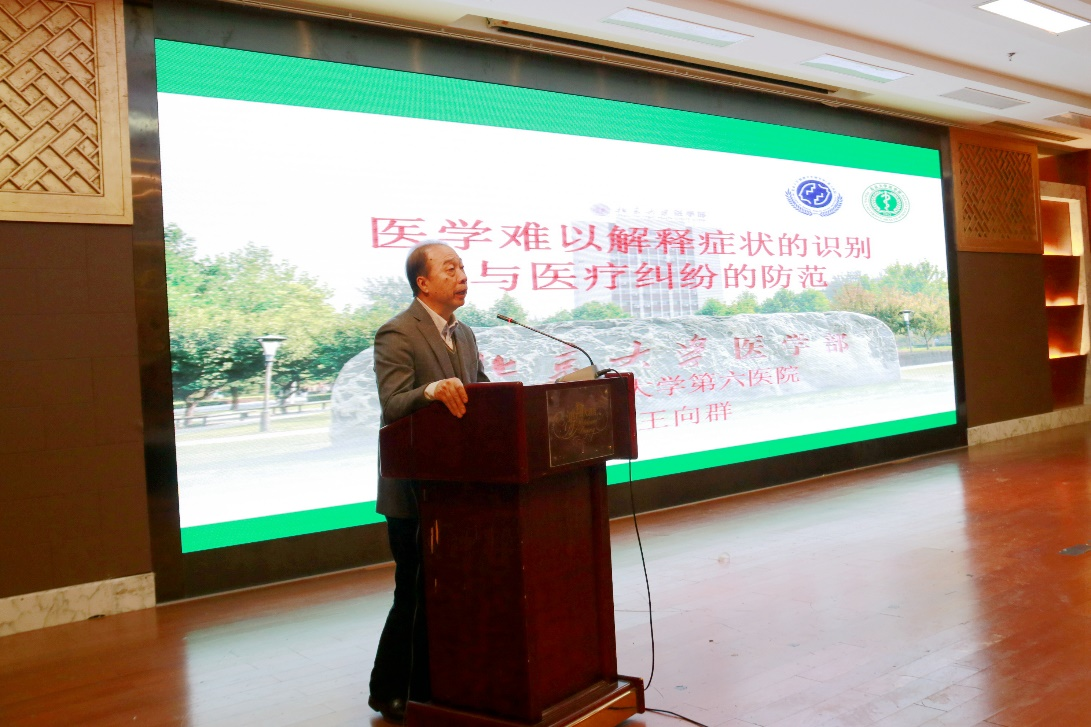 医学难以解释症状的识别
与医疗纠纷的防范
大学医学部
大学第六医院
王向群